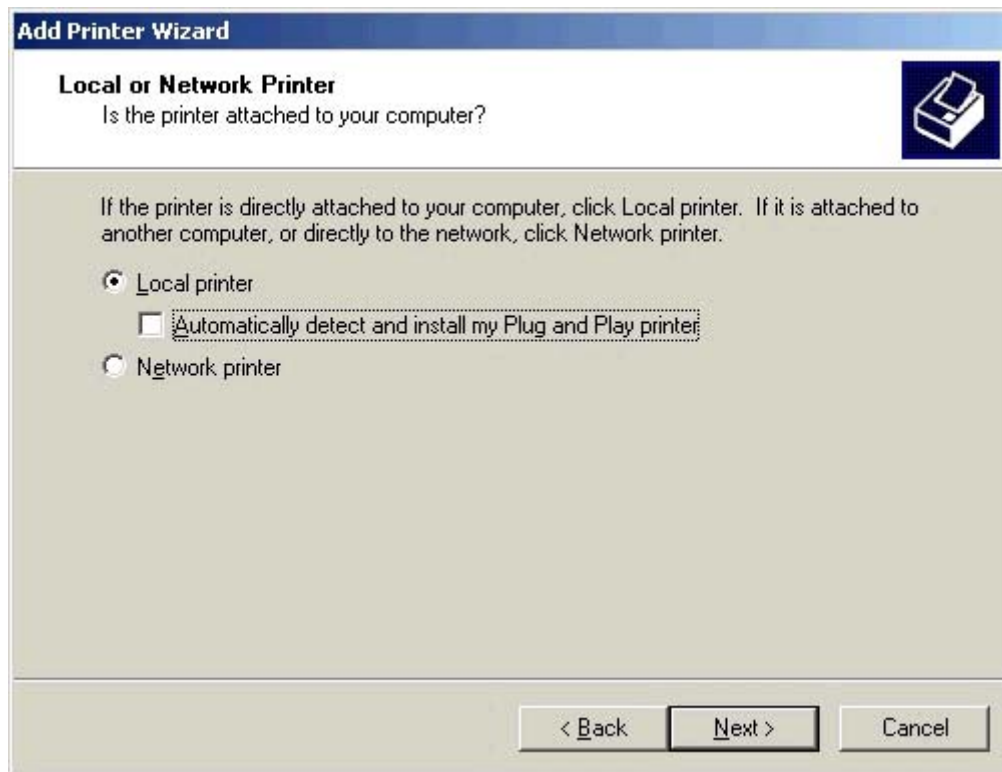 Add Printer Wizard
Local or Network Printer
Is the printer attached to your computer?
If the printer is directly attached to your computer, click Local printer.  If it is attached to
another computer, or directly to the network, click Network printer.
Local printer
Automatically detect and install my Plug and Play printer
Network printer
< Back
Next >
Cancel